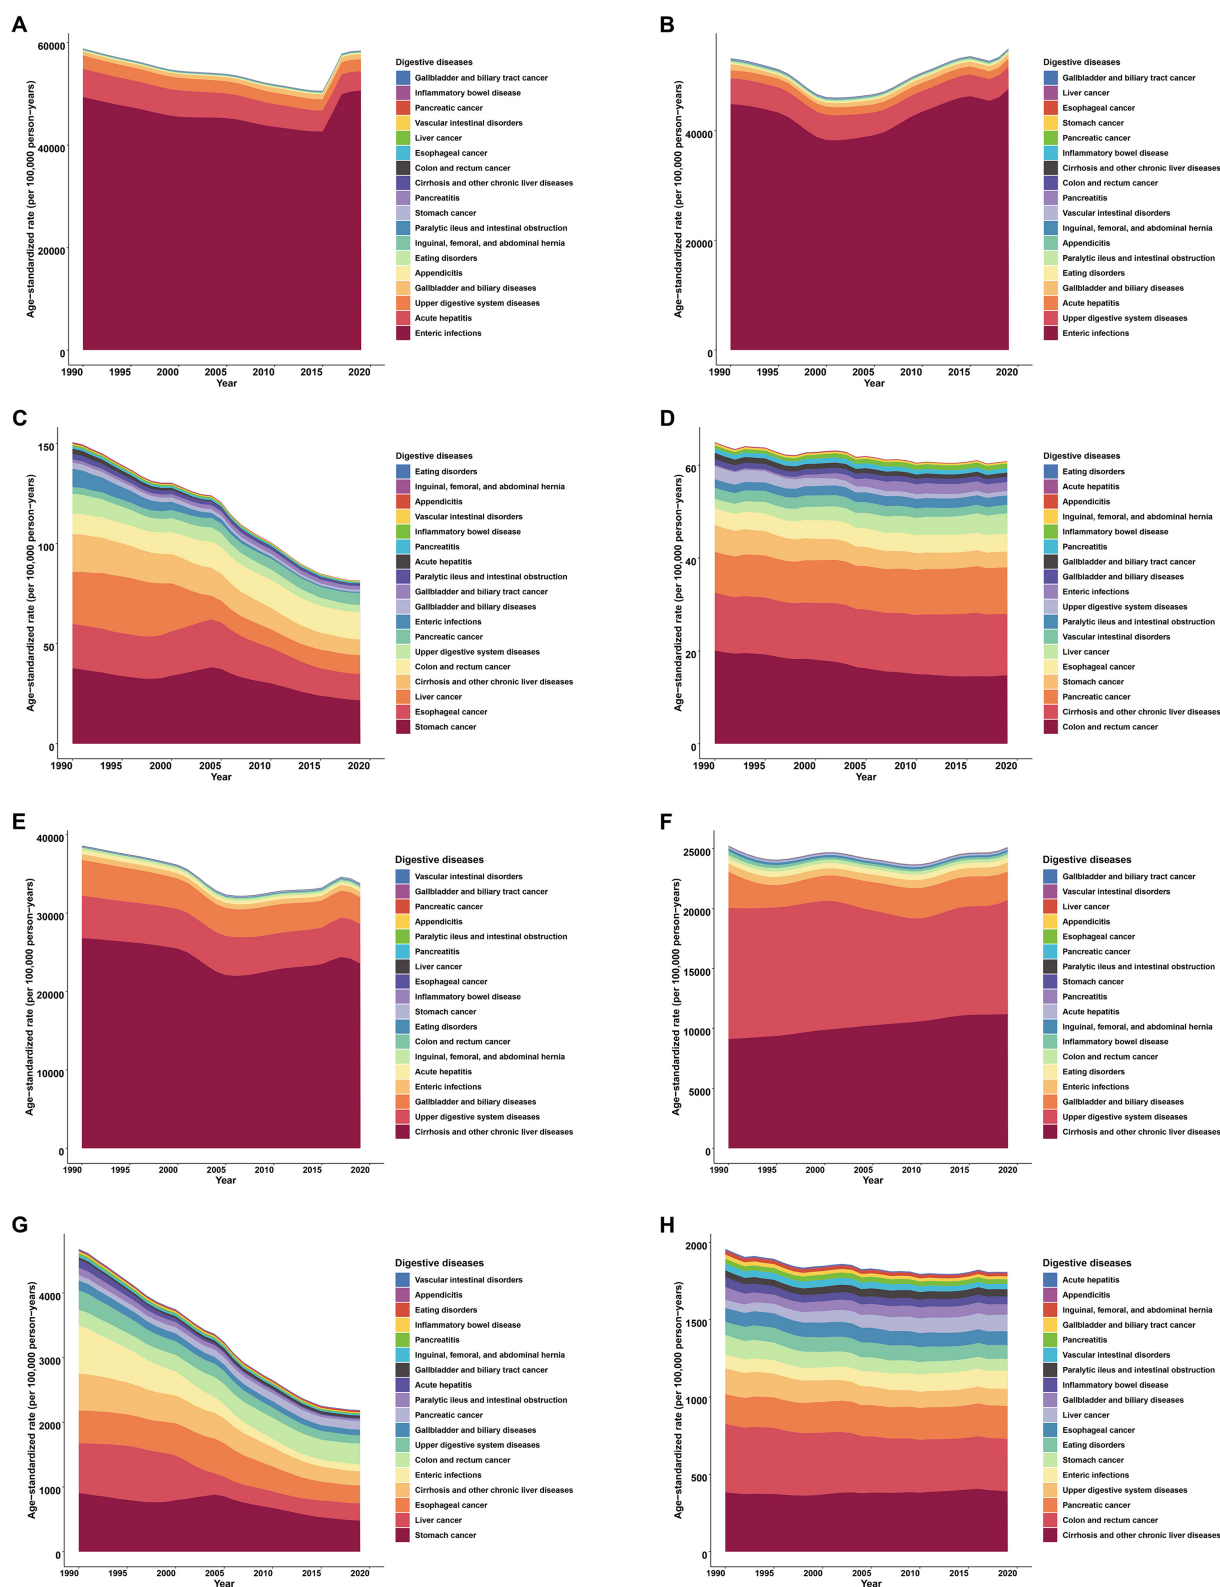 A
Age-standardized rate (per 100,000 person-years)
60000
40000
20000
0
1990 1995 2000 2005 2010 2015 2020
Year
Digestive diseases
Gallbladder and biliary tract cancer
Inflammatory bowel disease
Pancreatic cancer
Vascular intestinal disorders
Liver cancer
Esophageal cancer
Colon and rectum cancer
Cirrhosis and other chronic liver diseases
Pancreatitis
Stomach cancer
Paralytic ileus and intestinal obstruction
Inguinal, femoral, and abdominal hernia
Eating disorders
Appendicitis
Gallbladder and biliary diseases
Upper digestive system diseases
Acute hepatitis
Enteric infections
B
Age-standardized rate (per 100,000 person-years)
40000
20000
0
1990 1995 2000 2005 2010 2015 2020
Year
Digestive diseases
Gallbladder and biliary tract cancer
Liver cancer
Esophageal cancer
Stomach cancer
Pancreatic cancer
Inflammatory bowel disease
Cirrhosis and other chronic liver diseases
Colon and rectum cancer
Pancreatitis
Vascular intestinal disorders
Inguinal, femoral, and abdominal hernia
Appendicitis
Paralytic ileus and intestinal obstruction
Eating disorders
Gallbladder and biliary diseases
Acute hepatitis
Upper digestive system diseases
Enteric infections
C
Age-standardized rate (per 100,000 person-years)
150
100
50
0
1990 1995 2000 2005 2010 2015 2020
Year
Digestive diseases
Eating disorders
Inguinal, femoral, and abdominal hernia
Appendicitis
Vascular intestinal disorders
Inflammatory bowel disease
Pancreatitis
Acute hepatitis
Paralytic ileus and intestinal obstruction
Gallbladder and biliary tract cancer
Gallbladder and biliary diseases
Enteric infections
Pancreatic cancer
Upper digestive system diseases
Colon and rectum cancer
Cirrhosis and other chronic liver diseases
Liver cancer
Esophageal cancer
Stomach cancer
D
Age-standardized rate (per 100,000 person-years)
60
40
20
0
1990 1995 2000 2005 2010 2015 2020
Year
Digestive diseases
Eating disorders
Acute hepatitis
Appendicitis
Inguinal, femoral, and abdominal hernia
Inflammatory bowel disease
Pancreatitis
Gallbladder and biliary tract cancer
Gallbladder and biliary diseases
Enteric infections
Upper digestive system diseases
Paralytic ileus and intestinal obstruction
Vascular intestinal disorders
Liver cancer
Esophageal cancer
Stomach cancer
Pancreatic cancer
Cirrhosis and other chronic liver diseases
Colon and rectum cancer
E
Age-standardized rate (per 100,000 person-years)
40000
30000
20000
10000
0
1990 1995 2000 2005 2010 2015 2020
Year
Digestive diseases
Vascular intestinal disorders
Gallbladder and biliary tract cancer
Pancreatic cancer
Appendicitis
Paralytic ileus and intestinal obstruction
Pancreatitis
Liver cancer
Esophageal cancer
Inflammatory bowel disease
Stomach cancer
Eating disorders
Colon and rectum cancer
Inguinal, femoral, and abdominal hernia
Acute hepatitis
Enteric infections
Gallbladder and biliary diseases
Upper digestive system diseases
Cirrhosis and other chronic liver diseases
F
Age-standardized rate (per 100,000 person-years)
25000
20000
15000
10000
5000
0
1990 1995 2000 2005 2010 2015 2020
Year
Digestive diseases
Gallbladder and biliary tract cancer
Vascular intestinal disorders
Liver cancer
Appendicitis
Esophageal cancer
Pancreatic cancer
Paralytic ileus and intestinal obstruction
Stomach cancer
Pancreatitis
Acute hepatitis
Inguinal, femoral, and abdominal hernia
Inflammatory bowel disease
Colon and rectum cancer
Eating disorders
Enteric infections
Gallbladder and biliary diseases
Upper digestive system diseases
Cirrhosis and other chronic liver diseases
G
Age-standardized rate (per 100,000 person-years)
4000
3000
2000
1000
0
1990 1995 2000 2005 2010 2015 2020
Year
Digestive diseases
Vascular intestinal disorders
Appendicitis
Eating disorders
Inflammatory bowel disease
Pancreatitis
Inguinal, femoral, and abdominal hernia
Gallbladder and biliary tract cancer
Acute hepatitis
Paralytic ileus and intestinal obstruction
Pancreatic cancer
Gallbladder and biliary diseases
Upper digestive system diseases
Colon and rectum cancer
Enteric infections
Cirrhosis and other chronic liver diseases
Esophageal cancer
Liver cancer
Stomach cancer
H
Age-standardized rate (per 100,000 person-years)
2000
1500
1000
500
0
1990 1995 2000 2005 2010 2015 2020
Year
Digestive diseases
Acute hepatitis
Appendicitis
Inguinal, femoral, and abdominal hernia
Gallbladder and biliary tract cancer
Pancreatitis
Vascular intestinal disorders
Paralytic ileus and intestinal obstruction
Inflammatory bowel disease
Gallbladder and biliary diseases
Liver cancer
Esophageal cancer
Eating disorders
Stomach cancer
Enteric infections
Upper digestive system diseases
Pancreatic cancer
Colon and rectum cancer
Cirrhosis and other chronic liver diseases